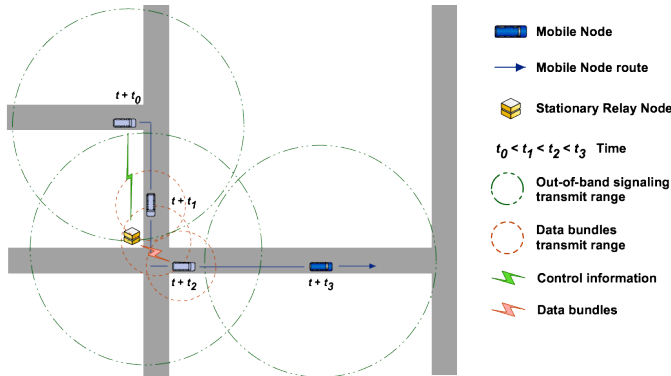 t + t0
t + t1
t + t2
t + t3
Mobile Node
Mobile Node route
Stationary Relay Node
t0 < t1 < t2 < t3 Time
Out-of-band signaling
transmit range
Data bundles
transmit range
Control information
Data bundles